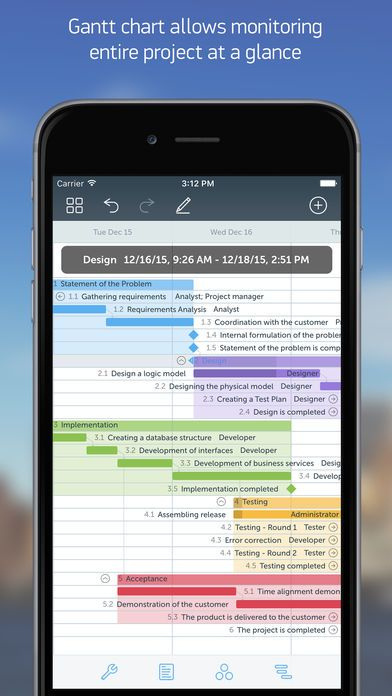 Gantt chart allows monitoring
entire project at a glance
Carrier 3:12 PM
Tue Dec 15 Wed Dec 16
Design 12/16/15, 9:26 AM - 12/18/15, 2:51 PM
1 Statement of the Problem
1.1 Gathering requirements Analyst; Project manager
1.2 Requirements Analysis Analyst
1.3 Coordination with the customer
1.4 Internal formulation of the problem
1.5 Statement of the problem is comp
2 Design
2.1 Design a logic model Designer
2.2 Designing the physical model Designer
2.3 Creating a Test Plan Designer
2.4 Design is completed
3 Implementation
3.1 Creating a database structure Developer
3.2 Development of interfaces Developer
3.3 Development of business services Desig
3.4 Develo
3.5 Implementation completed
4 Testing
4.1 Assembling release Administrator
4.2 Testing - Round 1 Tester
4.3 Error correction Developer
4.4 Testing - Round 2 Tester
4.5 Testing completed
5 Acceptance
5.1 Time alignment demon
5.2 Demonstration of the customer
5.3 The product is delivered to the customer
6 The project is completed